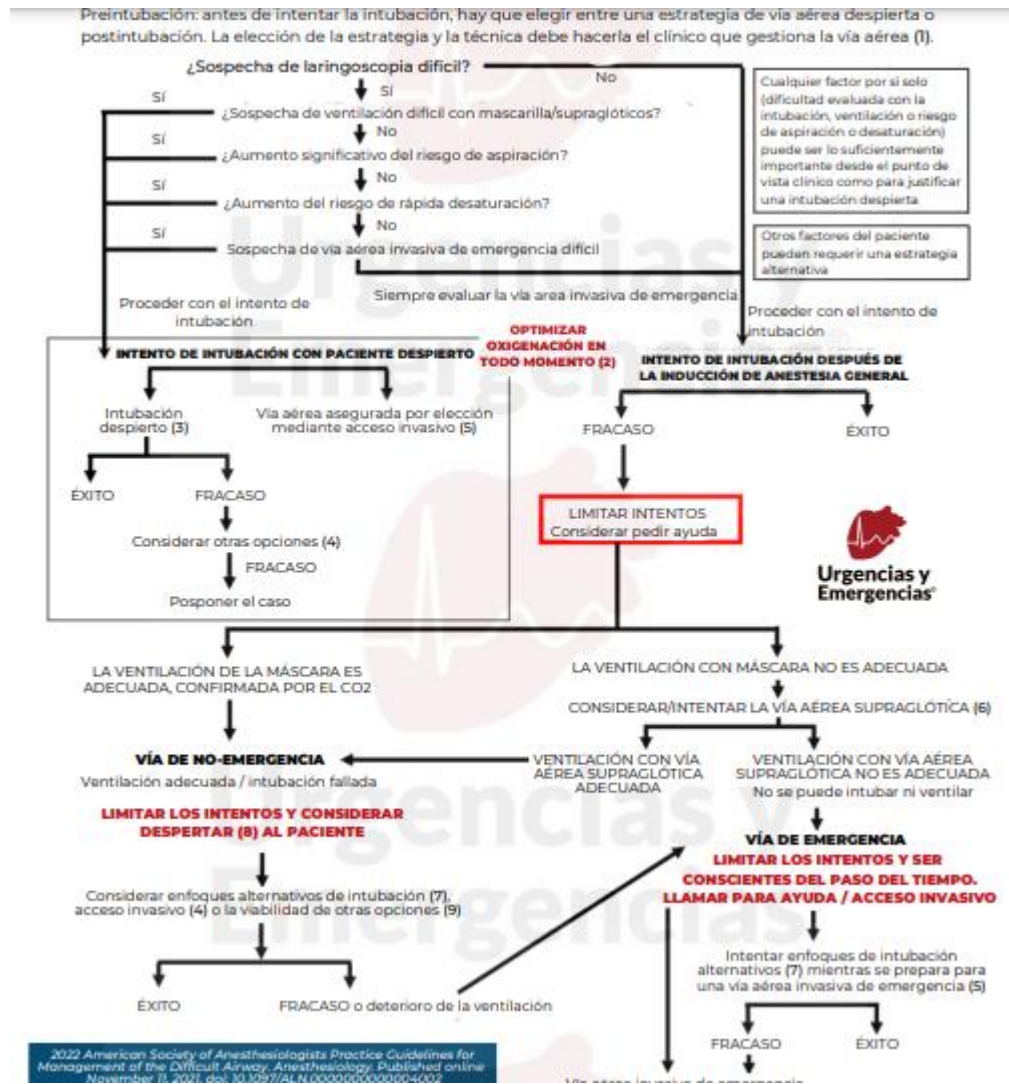 Preintubación: antes de intentar la intubación, hay que elegir entre una estrategia de vía aérea despierta o
postintubación. La elección de la estrategia y la técnica debe hacerla el clínico que gestiona la vía aérea (1).
¿Sospecha de laringoscopia difícil?
No
Sí
Sí
¿Sospecha de ventilación difícil con mascarilla/supraglóticos?
No
Sí
¿Aumento significativo del riesgo de aspiración?
No
Sí
¿Aumento del riesgo de rápida desaturación?
No
Sí
Sospecha de vía aérea invasiva de emergencia difícil
Cualquier factor por si solo
(dificultad evaluada con la
intubación, ventilación o riesgo
de aspiración o desaturación)
puede ser lo suficientemente
importante desde el punto de
vista clínico como para justificar
una intubación despierta
Otros factores del paciente
pueden requerir una estrategia
alternativa
Siempre evaluar la vía area invasiva de emergencia
Proceder con el intento de
intubación
Proceder con el intento de
intubación
INTENTO DE INTUBACIÓN CON PACIENTE DESPIERTO
OPTIMIZAR
OXIGENACIÓN EN
TODO MOMENTO (2)
INTENTO DE INTUBACIÓN DESPUÉS DE
LA INDUCCIÓN DE ANESTESIA GENERAL
Intubación
despierto (3)
Vía aérea asegurada por elección
mediante acceso invasivo (5)
FRACASO
ÉXITO
ÉXITO
FRACASO
Considerar otras opciones (4)
FRACASO
Posponer el caso
LIMITAR INTENTOS
Considerar pedir ayuda
Urgencias y
Emergencias
LA VENTILACIÓN DE LA MÁSCARA ES
ADECUADA, CONFIRMADA POR EL CO2
LA VENTILACIÓN CON MÁSCARA NO ES ADECUADA
CONSIDERAR/INTENTAR LA VÍA AÉREA SUPRAGLÓTICA (6)
VÍA DE NO-EMERGENCIA
Ventilación adecuada / intubación fallada
VENTILACIÓN CON VÍA
AÉREA SUPRAGLÓTICA
ADECUADA
VENTILACIÓN CON VÍA AÉREA
SUPRAGLÓTICA NO ES ADECUADA
No se puede intubar ni ventilar
LIMITAR LOS INTENTOS Y CONSIDERAR
DESPERTAR (8) AL PACIENTE
VÍA DE EMERGENCIA
LIMITAR LOS INTENTOS Y SER
CONSCIENTES DEL PASO DEL TIEMPO.
LLAMAR PARA AYUDA / ACCESO INVASIVO
Considerar enfoques alternativos de intubación (7),
acceso invasivo (4) o la viabilidad de otras opciones (9)
Intentar enfoques de intubación
alternativos (7) mientras se prepara para
una vía aérea invasiva de emergencia (5)
ÉXITO
FRACASO o deterioro de la ventilación
FRACASO
ÉXITO
2022 American Society of Anesthesiologists Practice Guidelines for
Management of the Difficult Airway. Anesthesiology. Published online
November 11, 2021. doi: 10.1097/ALN.0000000000004002
Vía aérea invasiva de emergencia
Urgencias y
Emergencias
Urgencias y
Emergencias